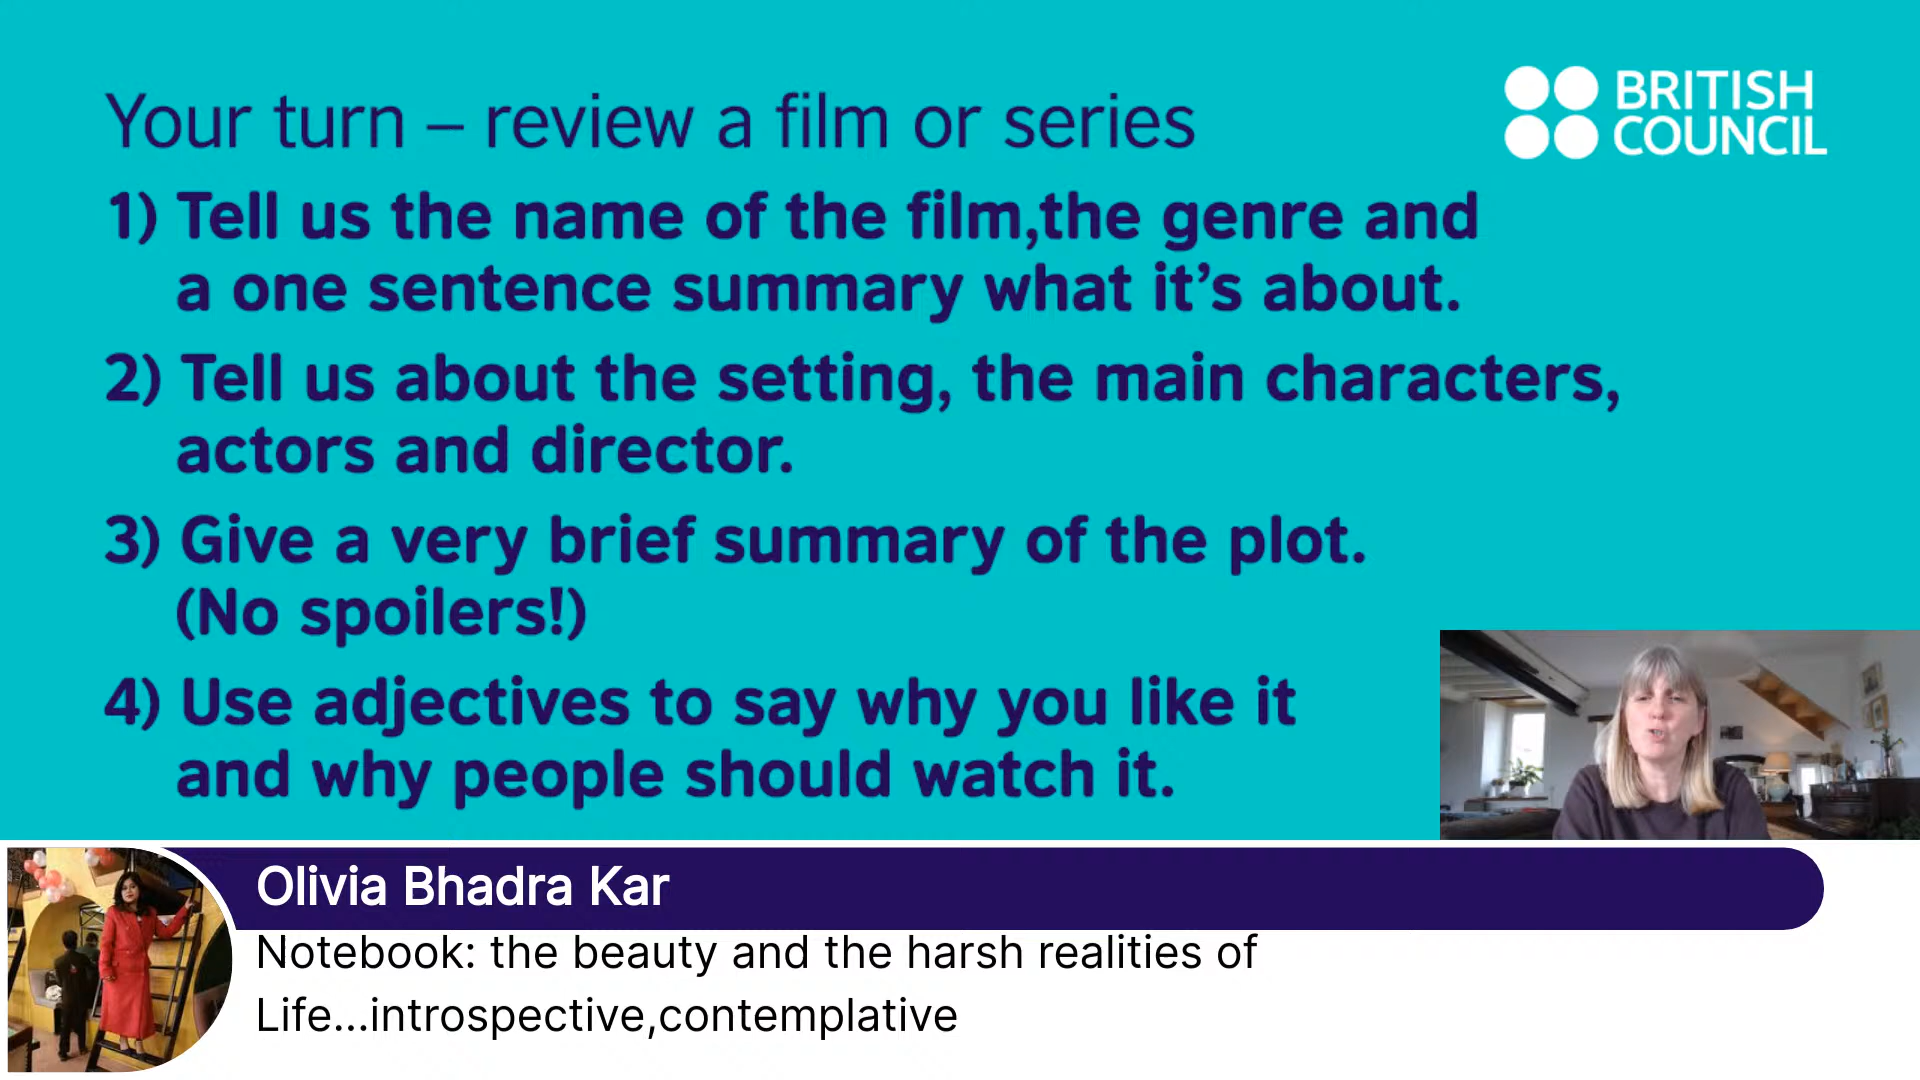 Your turn – review a film or series
BRITISH
COUNCIL
1) Tell us the name of the film,the genre and
a one sentence summary what it’s about.
2) Tell us about the setting, the main characters,
actors and director.
3) Give a very brief summary of the plot.
(No spoilers!)
4) Use adjectives to say why you like it
and why people should watch it.
Olivia Bhadra Kar
Notebook: the beauty and the harsh realities of
Life...introspective,contemplative